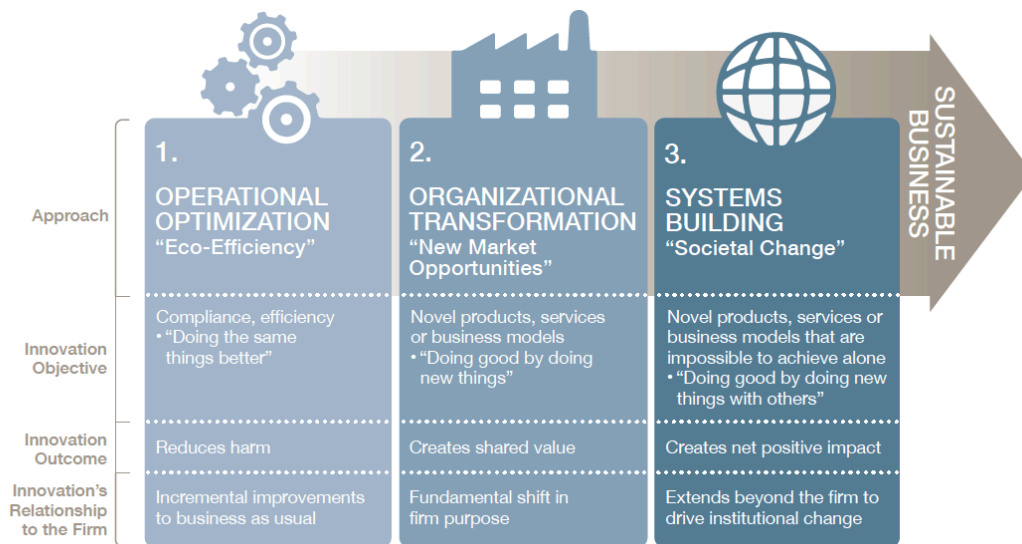 SUSTAINABLE
BUSINESS
Approach
1.
OPERATIONAL
OPTIMIZATION
“Eco-Efficiency”
2.
ORGANIZATIONAL
TRANSFORMATION
“New Market
Opportunities”
3.
SYSTEMS
BUILDING
“Societal Change”
Innovation
Objective
Compliance, efficiency
• “Doing the same
things better”
Novel products, services
or business models
• “Doing good by doing
new things”
Novel products, services or
business models that are
impossible to achieve alone
• “Doing good by doing new
things with others”
Innovation
Outcome
Reduces harm
Creates shared value
Creates net positive impact
Innovation’s
Relationship
to the Firm
Incremental improvements
to business as usual
Fundamental shift in
firm purpose
Extends beyond the firm to
drive institutional change